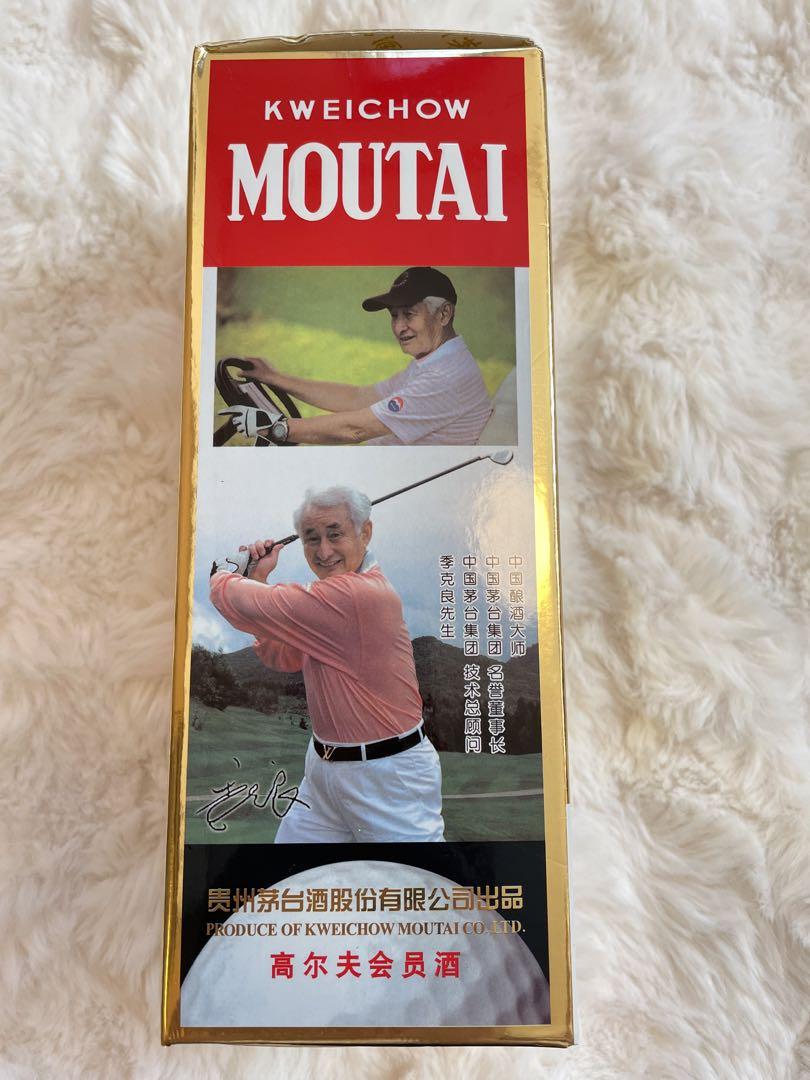 KWEICHOW
MOUTAI
中国酿酒大师
中国茅台集团 名誉董事长
中国茅台集团 技术总顾问
季克良先生
贵州茅台酒股份有限公司出品
PRODUCE OF KWEICHOW MOUTAI CO.,LTD.
高尔夫会员酒